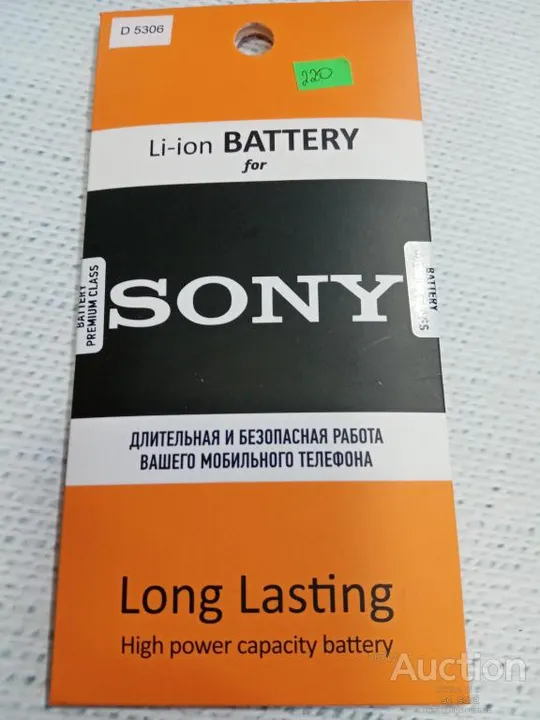 D 5306
220
Li-ion BATTERY
for
BATTERY
PREMIUM CLASS
SONY
BATTERY
ДЛИТЕЛЬНАЯ И БЕЗОПАСНАЯ РАБОТА
ВАШЕГО МОБИЛЬНОГО ТЕЛЕФОНА
Long Lasting
High power capacity battery
Auction